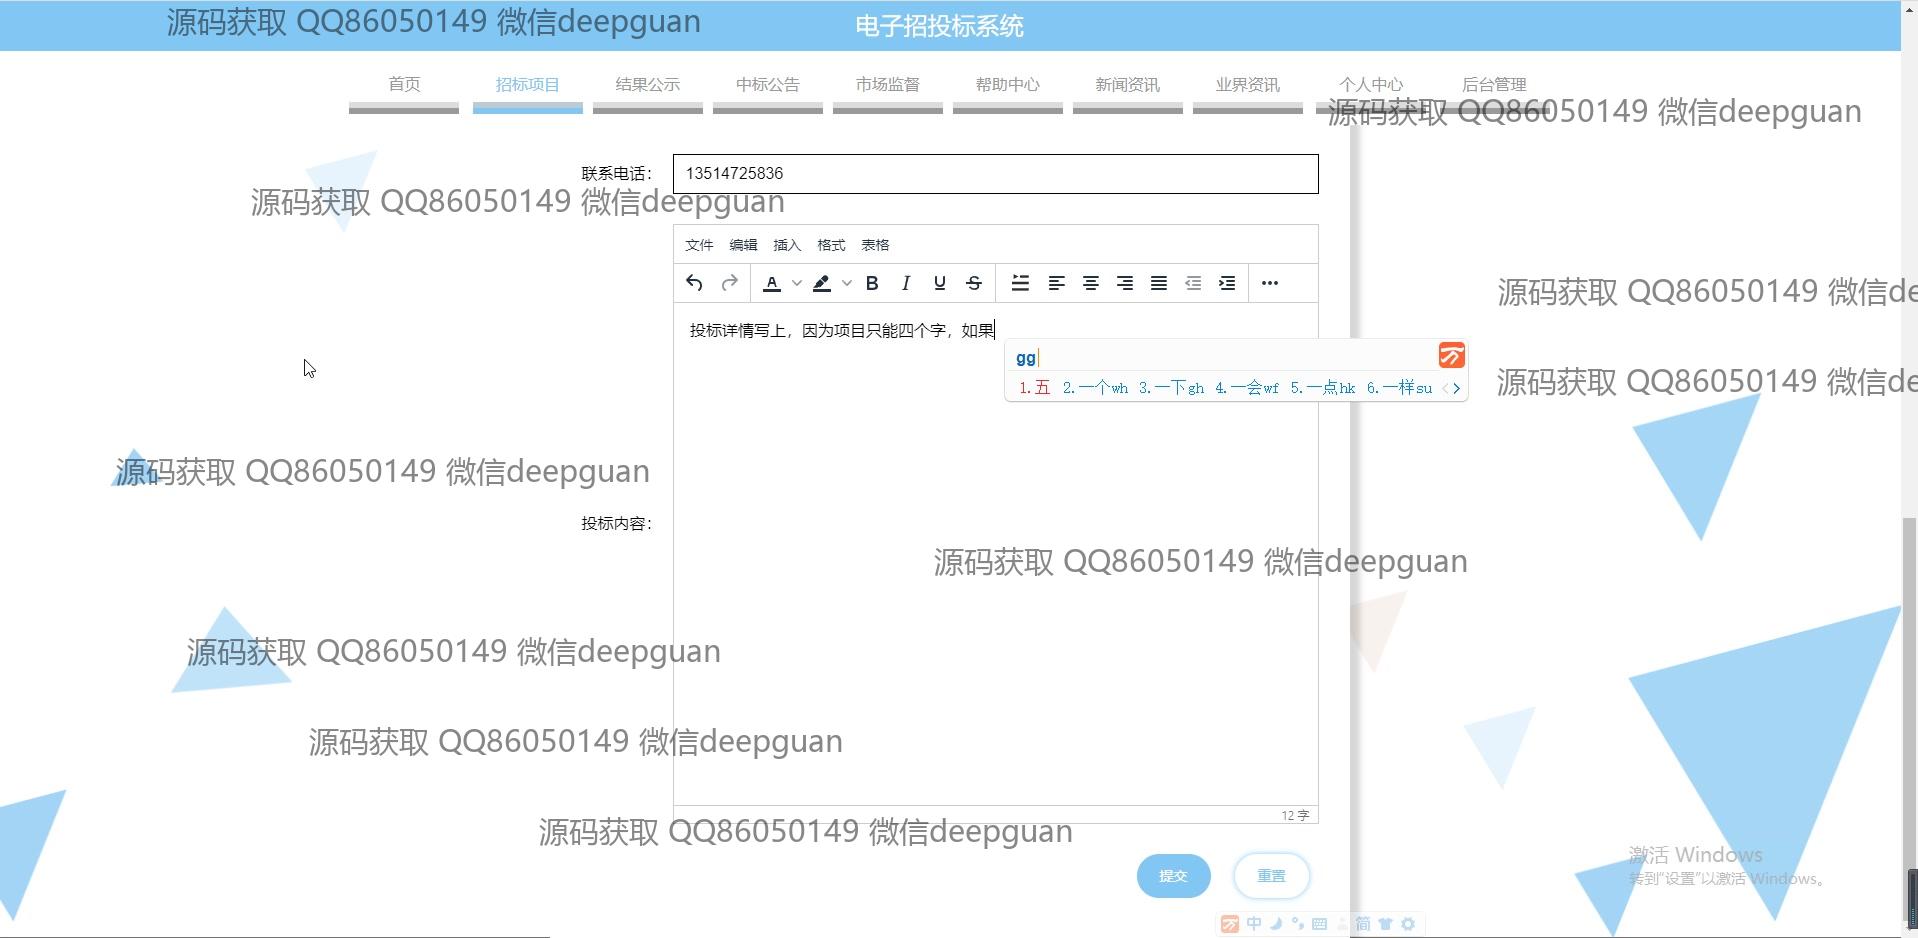 源码获取 QQ86050149 微信deepguan
电子招投标系统
首页 招标项目 结果公示 中标公告 市场监督 帮助中心 新闻资讯 业界资讯 个人中心 后台管理
源码获取 QQ86050149 微信deepguan
联系电话： 13514725836
源码获取 QQ86050149 微信deepguan
文件 编辑 插入 格式 表格
A B I U S
源码获取 QQ86050149 微信de
投标详情写上，因为项目只能四个字，如果
gg
1.五 2.一个wh 3.一下gh 4.一会wf 5.一点hk 6.一样su
源码获取 QQ86050149 微信de
源码获取 QQ86050149 微信deepguan
投标内容：
源码获取 QQ86050149 微信deepguan
源码获取 QQ86050149 微信deepguan
源码获取 QQ86050149 微信deepguan
12 字
源码获取 QQ86050149 微信deepguan
激活 Windows
转到"设置"以激活 Windows。
提交 重置
中 简